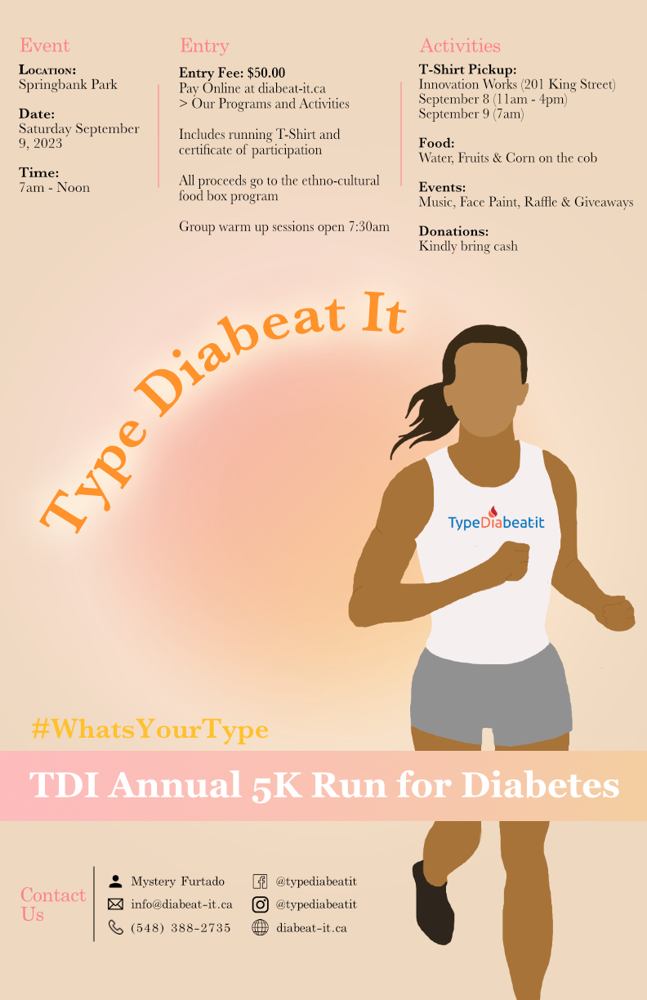 Event
Location:
Springbank Park
Date:
Saturday September
9, 2023
Time:
7am - Noon
Entry
Entry Fee: $50.00
Pay Online at diabeat-it.ca
> Our Programs and Activities
Includes running T-Shirt and
certificate of participation
All proceeds go to the ethno-cultural
food box program
Group warm up sessions open 7:30am
Activities
T-Shirt Pickup:
Innovation Works (201 King Street)
September 8 (11am - 4pm)
September 9 (7am)
Food:
Water, Fruits & Corn on the cob
Events:
Music, Face Paint, Raffle & Giveaways
Donations:
Kindly bring cash
Type Diabeat It
TypeDiabeat·it
#WhatsYourType
TDI Annual 5K Run for Diabetes
Contact
Us
Mystery Furtado
info@diabeat-it.ca
(548) 388-2735
@typediabeatit
@typediabeatit
diabeat-it.ca